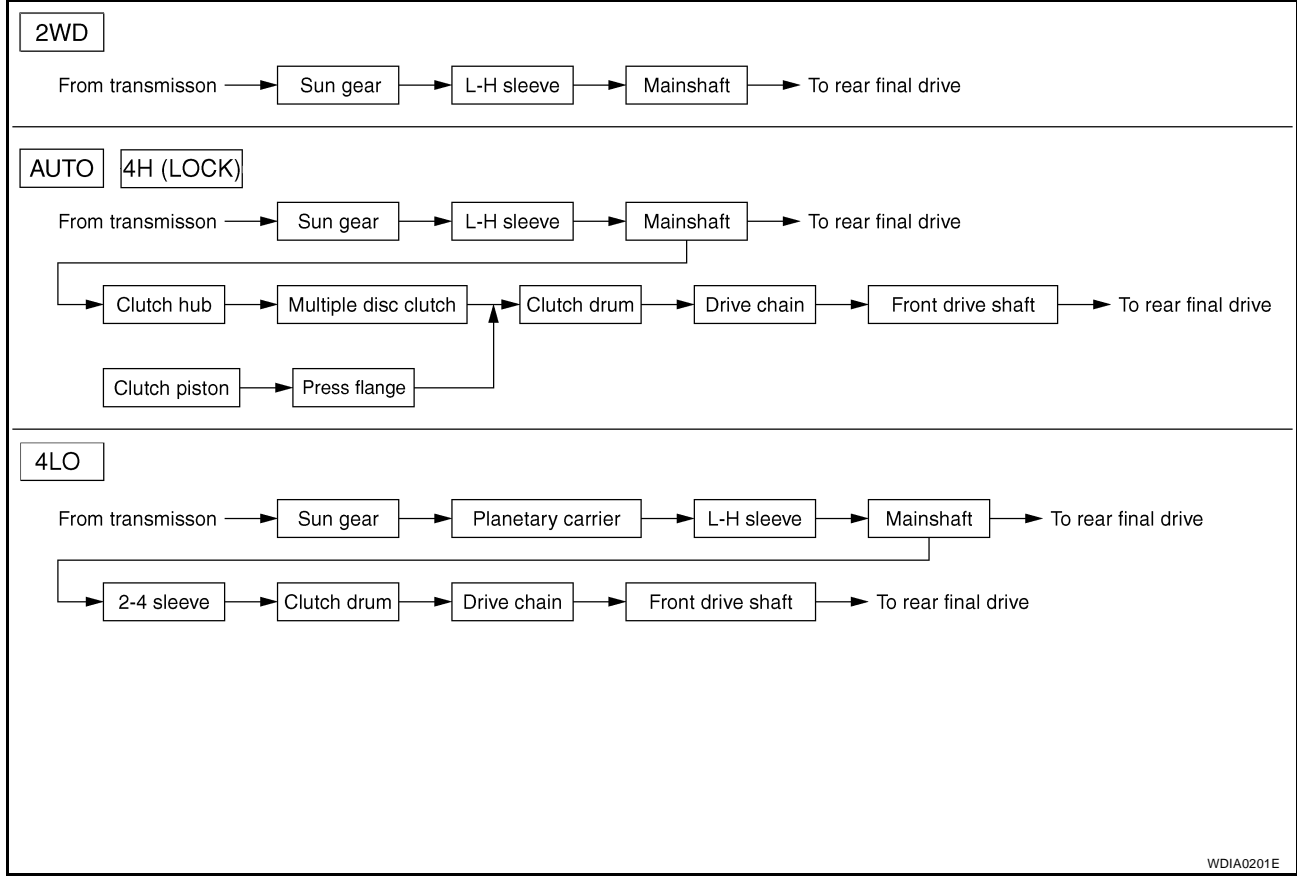 2WD
From transmisson Sun gear L-H sleeve Mainshaft To rear final drive
AUTO 4H (LOCK)
From transmisson Sun gear L-H sleeve Mainshaft To rear final drive
Clutch hub Multiple disc clutch Clutch drum Drive chain Front drive shaft To rear final drive
Clutch piston Press flange
4LO
From transmisson Sun gear Planetary carrier L-H sleeve Mainshaft To rear final drive
2-4 sleeve Clutch drum Drive chain Front drive shaft To rear final drive
WDIA0201E